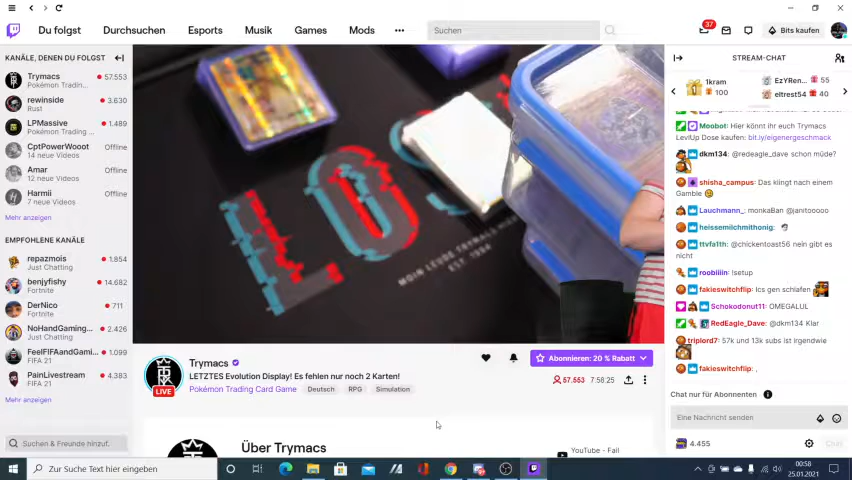 Du folgst
Durchsuchen
Esports
Musik
Games
Mods
Suchen
37
Bits kaufen
KANÄLE, DENEN DU FOLGST
Trymacs
57.553
Pokémon Tradin...
rewinside
3.630
Rust
LPMassive
1.489
Pokémon Trading ...
CptPowerWooot
Offline
14 neue Videos
Amar
Offline
12 neue Videos
Harmii
Offline
7 neue Videos
Mehr anzeigen
EMPFOHLENE KANÄLE
repazmois
1.854
Just Chatting
benjyfishy
14.682
Fortnite
DerNico
711
Fortnite
NoHandGaming...
2.426
Just Chatting
FeelFIFAandGami...
1.099
FIFA 21
PainLivestream
4.383
FIFA 21
Mehr anzeigen
Suchen & Freunde hinzuf.
EST. 1994
LIVE
Trymacs
LETZTES Evolution Display! Es fehlen nur noch 2 Karten!
Pokémon Trading Card Game
Deutsch
RPG
Simulation
Abonnieren: 20 % Rabatt
57.553
7:58:25
Über Trymacs
YouTube - Fail
STREAM-CHAT
1kram
100
EzYRen...
55
eltrest54
40
Moobot: Hier könnt ihr euch Trymacs
LevlUp Dose kaufen: bit.ly/eigengeschmack
dkm134: @redeagle_dave schon müde?
shisha_campus: Das klingt nach einem
Gamble
Lauchmann_: monkaBan @janitooooo
heissemilchmithonig:
ttvfa1th: @chickentoast56 nein gibt es
nicht
roobiiin: !setup
fakieswitchflip: Ics gen schlafen
Schokodonut11: OMEGALUL
RedEagle_Dave: @dkm134 Klar
triplord7: 57k und 13k subs ist irgendwie
fakieswitchflip: ,
Chat nur für Abonnenten
Eine Nachricht senden
4.455
Chat
Zur Suche Text hier eingeben
00:58
25.01.2021